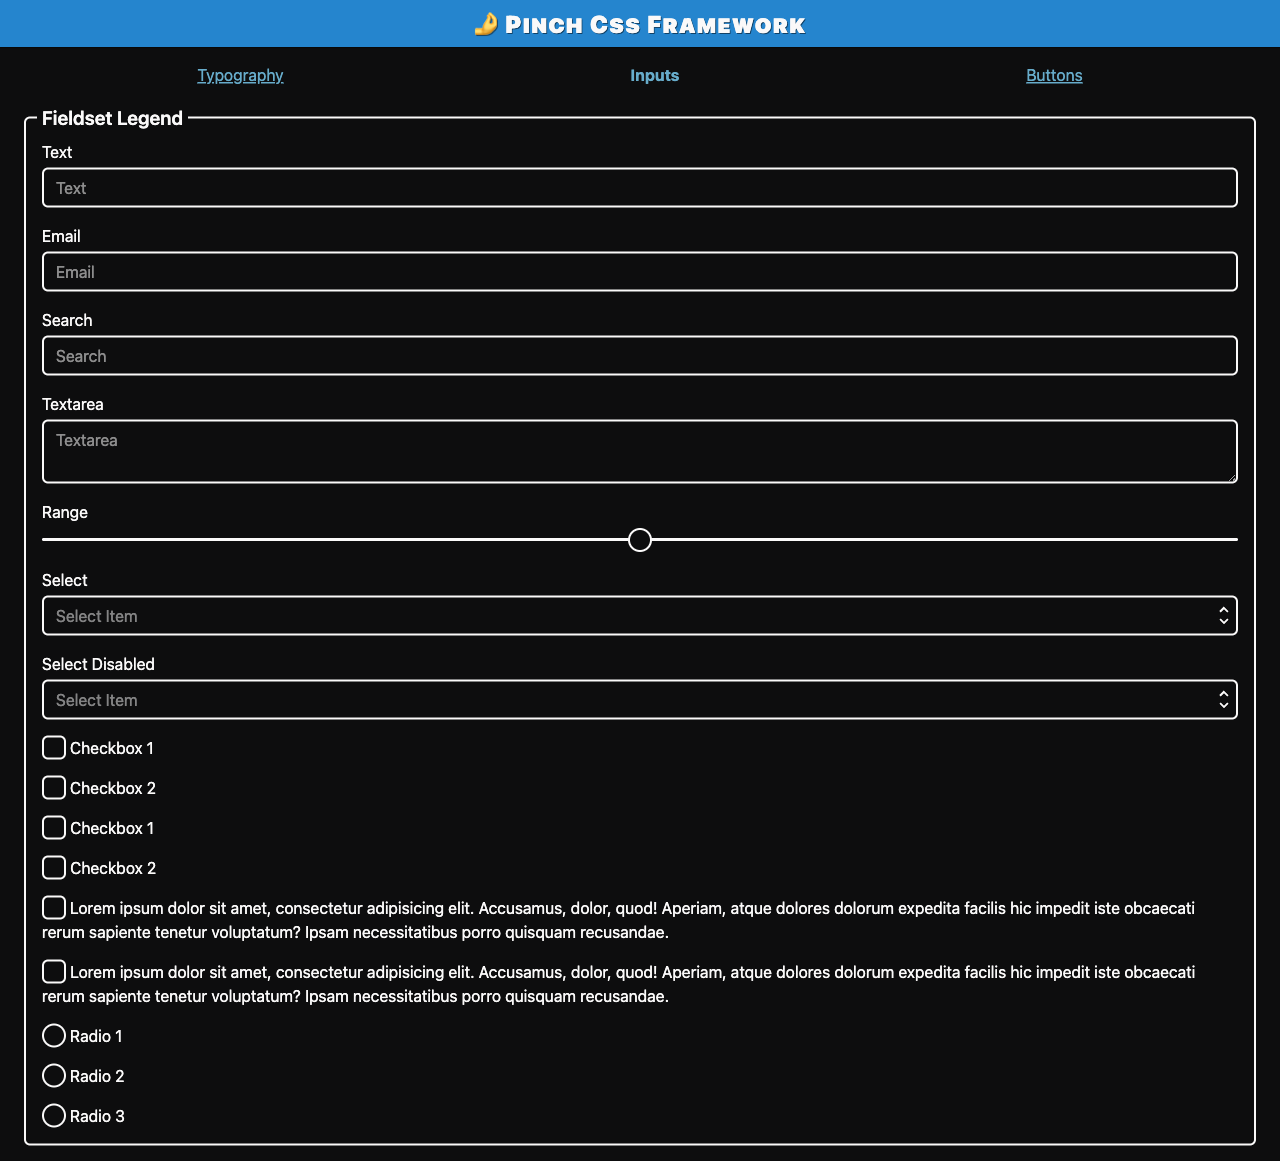 🤌 Pinch Css Framework
Typography Inputs Buttons
Fieldset Legend
Text
Text
Email
Email
Search
Search
Textarea
Textarea
Range
Select
Select Item
Select Disabled
Select Item
Checkbox 1
Checkbox 2
Checkbox 1
Checkbox 2
Lorem ipsum dolor sit amet, consectetur adipisicing elit. Accusamus, dolor, quod! Aperiam, atque dolores dolorum expedita facilis hic impedit iste obcaecati
rerum sapiente tenetur voluptatum? Ipsam necessitatibus porro quisquam recusandae.
Lorem ipsum dolor sit amet, consectetur adipisicing elit. Accusamus, dolor, quod! Aperiam, atque dolores dolorum expedita facilis hic impedit iste obcaecati
rerum sapiente tenetur voluptatum? Ipsam necessitatibus porro quisquam recusandae.
Radio 1
Radio 2
Radio 3